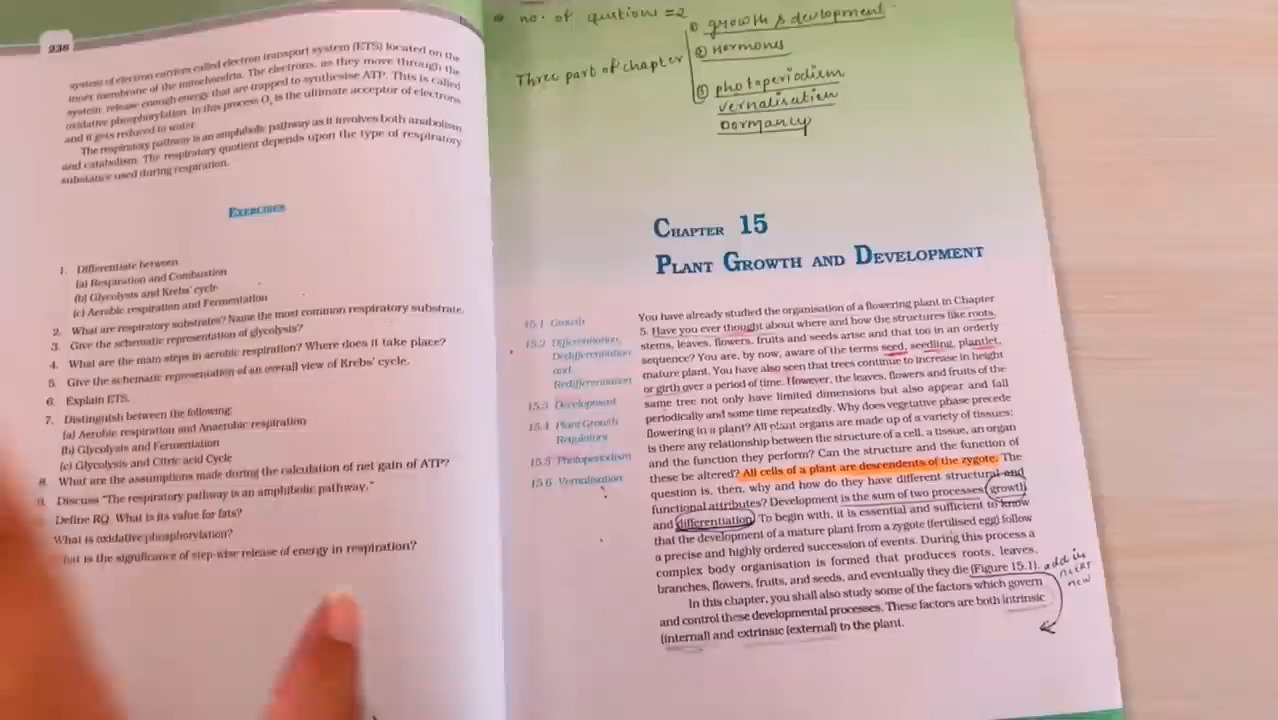 236
system of electron carriers called electron transport system (ETS) located on the
inner membrane of the mitochondria. The electrons, as they move through the
system, release enough energy that are trapped to synthesise ATP. This is called
oxidative phosphorylation. In this process O₂ is the ultimate acceptor of electrons
and it gets reduced to water.
The respiratory pathway is an amphibolic pathway as it involves both anabolism
and catabolism. The respiratory quotient depends upon the type of respiratory
substance used during respiration.
EXERCISES
1. Differentiate between
(a) Respiration and Combustion
(b) Glycolysis and Krebs' cycle
(c) Aerobic respiration and Fermentation
2. What are respiratory substrates? Name the most common respiratory substrate.
3. Give the schematic representation of glycolysis?
4. What are the main steps in aerobic respiration? Where does it take place?
5. Give the schematic representation of an overall view of Krebs' cycle.
6. Explain ETS.
7. Distinguish between the following:
(a) Aerobic respiration and Anaerobic respiration
(b) Glycolysis and Fermentation
(c) Glycolysis and Citric acid Cycle
8. What are the assumptions made during the calculation of net gain of ATP?
9. Discuss "The respiratory pathway is an amphibolic pathway."
Define RQ. What is its value for fats?
What is oxidative phosphorylation?
is the significance of step-wise release of energy in respiration?
no. of qustions = 2
Three part of chapter
① growth & devlopment
② Hormones
③ photoperiodism
vernalisation
Dormancy
CHAPTER 15
PLANT GROWTH AND DEVELOPMENT
15.1 Growth
15.2 Differentiation,
Dedifferentiation
and
Redifferentiation
15.3 Development
15.4 Plant Growth
Regulators
15.5 Photoperiodism
15.6 Vernalisation
You have already studied the organisation of a flowering plant in Chapter
5. Have you ever thought about where and how the structures like roots,
stems, leaves, flowers, fruits and seeds arise and that too in an orderly
sequence? You are, by now, aware of the terms seed, seedling, plantlet,
mature plant. You have also seen that trees continue to increase in height
or girth over a period of time. However, the leaves, flowers and fruits of the
same tree not only have limited dimensions but also appear and fall
periodically and some time repeatedly. Why does vegetative phase precede
flowering in a plant? All plant organs are made up of a variety of tissues;
is there any relationship between the structure of a cell, a tissue, an organ
and the function they perform? Can the structure and the function of
these be altered? All cells of a plant are descendents of the zygote. The
question is, then, why and how do they have different structural and
functional attributes? Development is the sum of two processes: growth
and differentiation. To begin with, it is essential and sufficient to know
that the development of a mature plant from a zygote (fertilised egg) follow
a precise and highly ordered succession of events. During this process a
complex body organisation is formed that produces roots, leaves,
branches, flowers, fruits, and seeds, and eventually they die (Figure 15.1).
In this chapter, you shall also study some of the factors which govern
and control these developmental processes. These factors are both intrinsic
(internal) and extrinsic (external) to the plant.
add in
NCERT
new